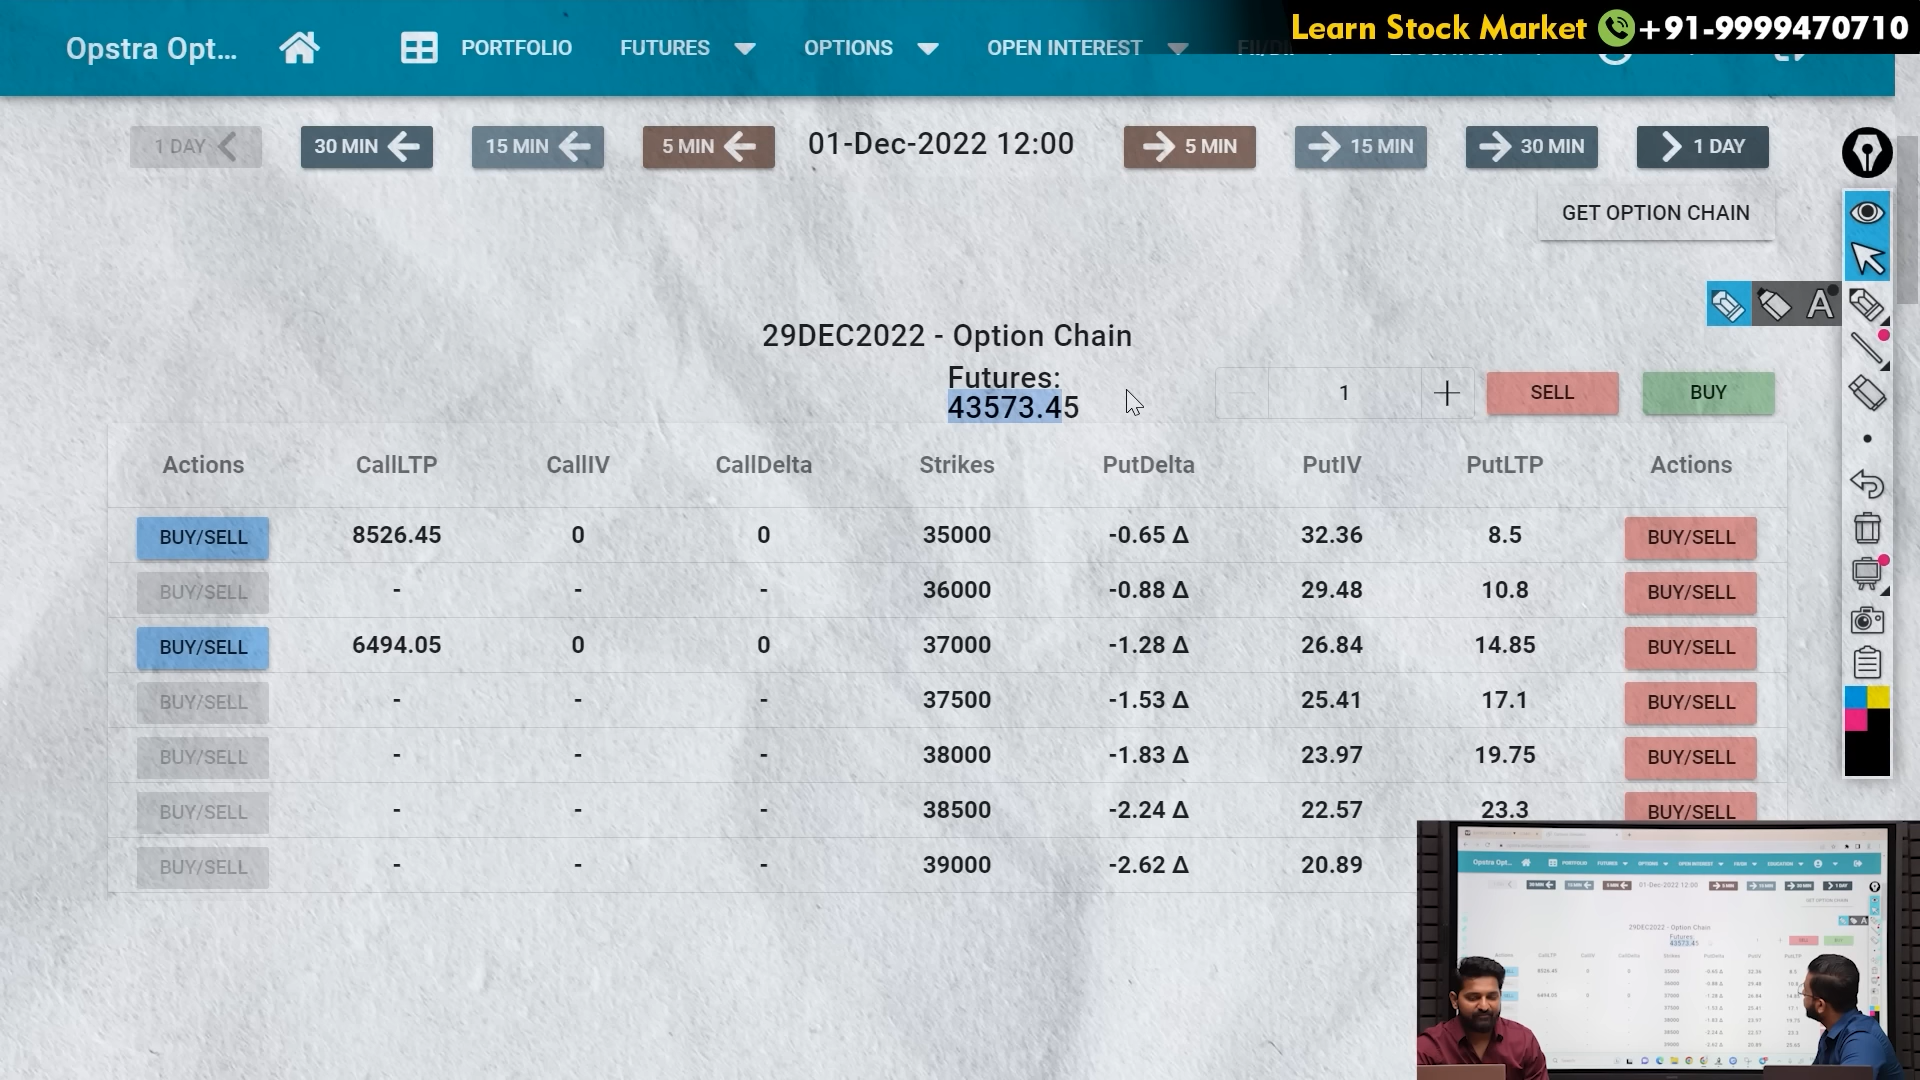 Learn Stock Market +91-9999470710
Opstra Opt... PORTFOLIO FUTURES OPTIONS OPEN INTEREST
1 DAY 30 MIN 15 MIN 5 MIN 01-Dec-2022 12:00 5 MIN 15 MIN 30 MIN 1 DAY
GET OPTION CHAIN
A
29DEC2022 - Option Chain
Futures:
43573.45
1 + SELL BUY
Actions CallLTP CallIV CallDelta Strikes PutDelta PutIV PutLTP Actions
BUY/SELL 8526.45 0 0 35000 -0.65 Δ 32.36 8.5 BUY/SELL
BUY/SELL - - - 36000 -0.88 Δ 29.48 10.8 BUY/SELL
BUY/SELL 6494.05 0 0 37000 -1.28 Δ 26.84 14.85 BUY/SELL
BUY/SELL - - - 37500 -1.53 Δ 25.41 17.1 BUY/SELL
BUY/SELL - - - 38000 -1.83 Δ 23.97 19.75 BUY/SELL
BUY/SELL - - - 38500 -2.24 Δ 22.57 23.3 BUY/SELL
BUY/SELL - - - 39000 -2.62 Δ 20.89